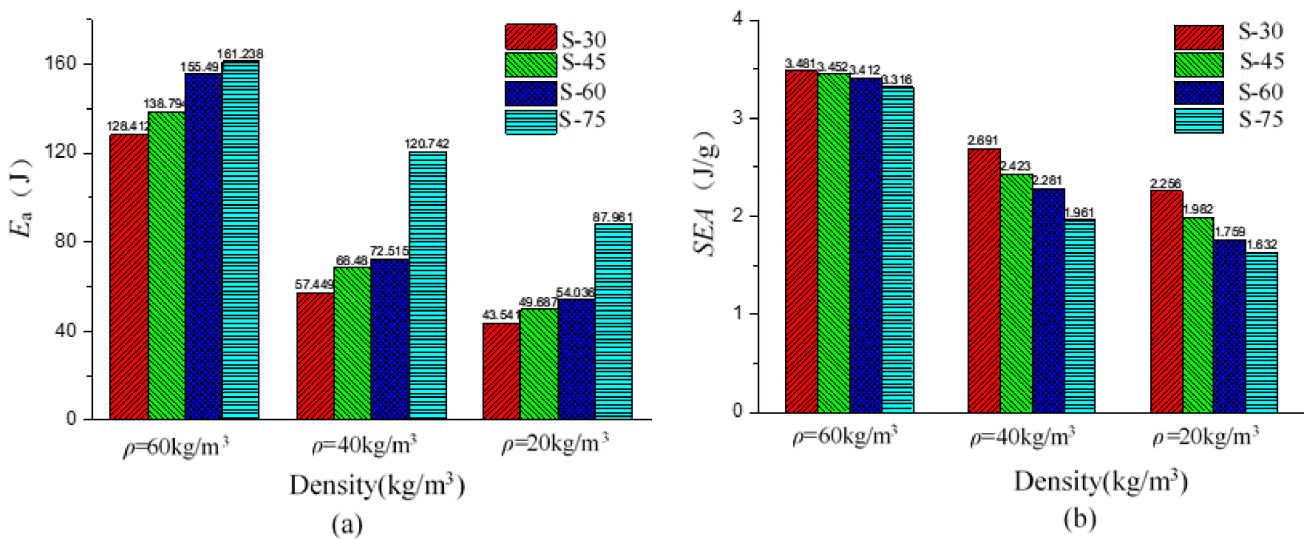 S-30
S-45
S-60
S-75
160
120
80
40
0
E_a (J)
128.412
138.794
155.49
161.238
57.449
68.48
72.515
120.742
43.541
49.687
54.036
87.961
ρ=60kg/m³
ρ=40kg/m³
ρ=20kg/m³
Density(kg/m³)
(a)
S-30
S-45
S-60
S-75
4
3
2
1
0
SEA (J/g)
3.481
3.452
3.412
3.316
2.691
2.423
2.281
1.961
2.256
1.982
1.759
1.632
ρ=60kg/m³
ρ=40kg/m³
ρ=20kg/m³
Density(kg/m³)
(b)